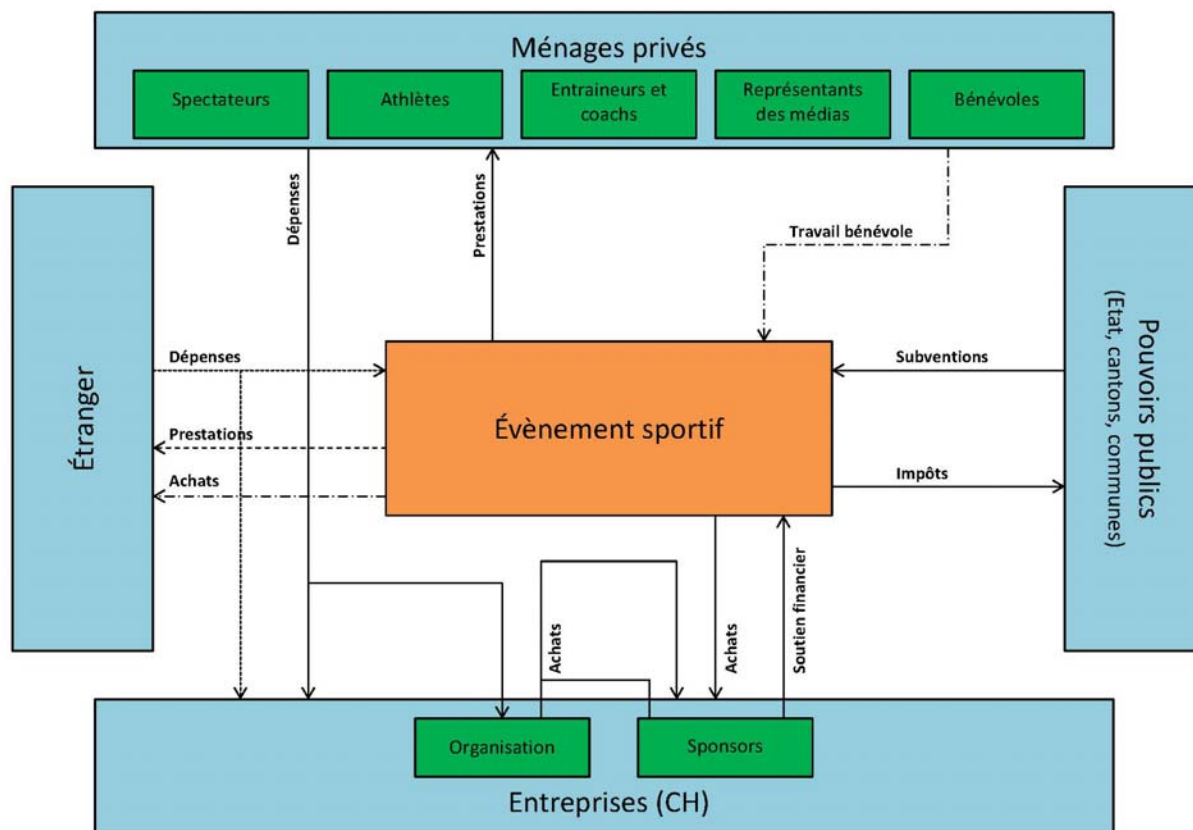 Ménages privés
Spectateurs
Athlètes
Entraineurs et
coachs
Représentants
des médias
Bénévoles
Dépenses
Prestations
Travail bénévole
Étranger
Dépenses
Prestations
Achats
Évènement sportif
Subventions
Impôts
Pouvoirs publics
(Etat, cantons, communes)
Achats
Achats
Soutien financier
Organisation
Sponsors
Entreprises (CH)